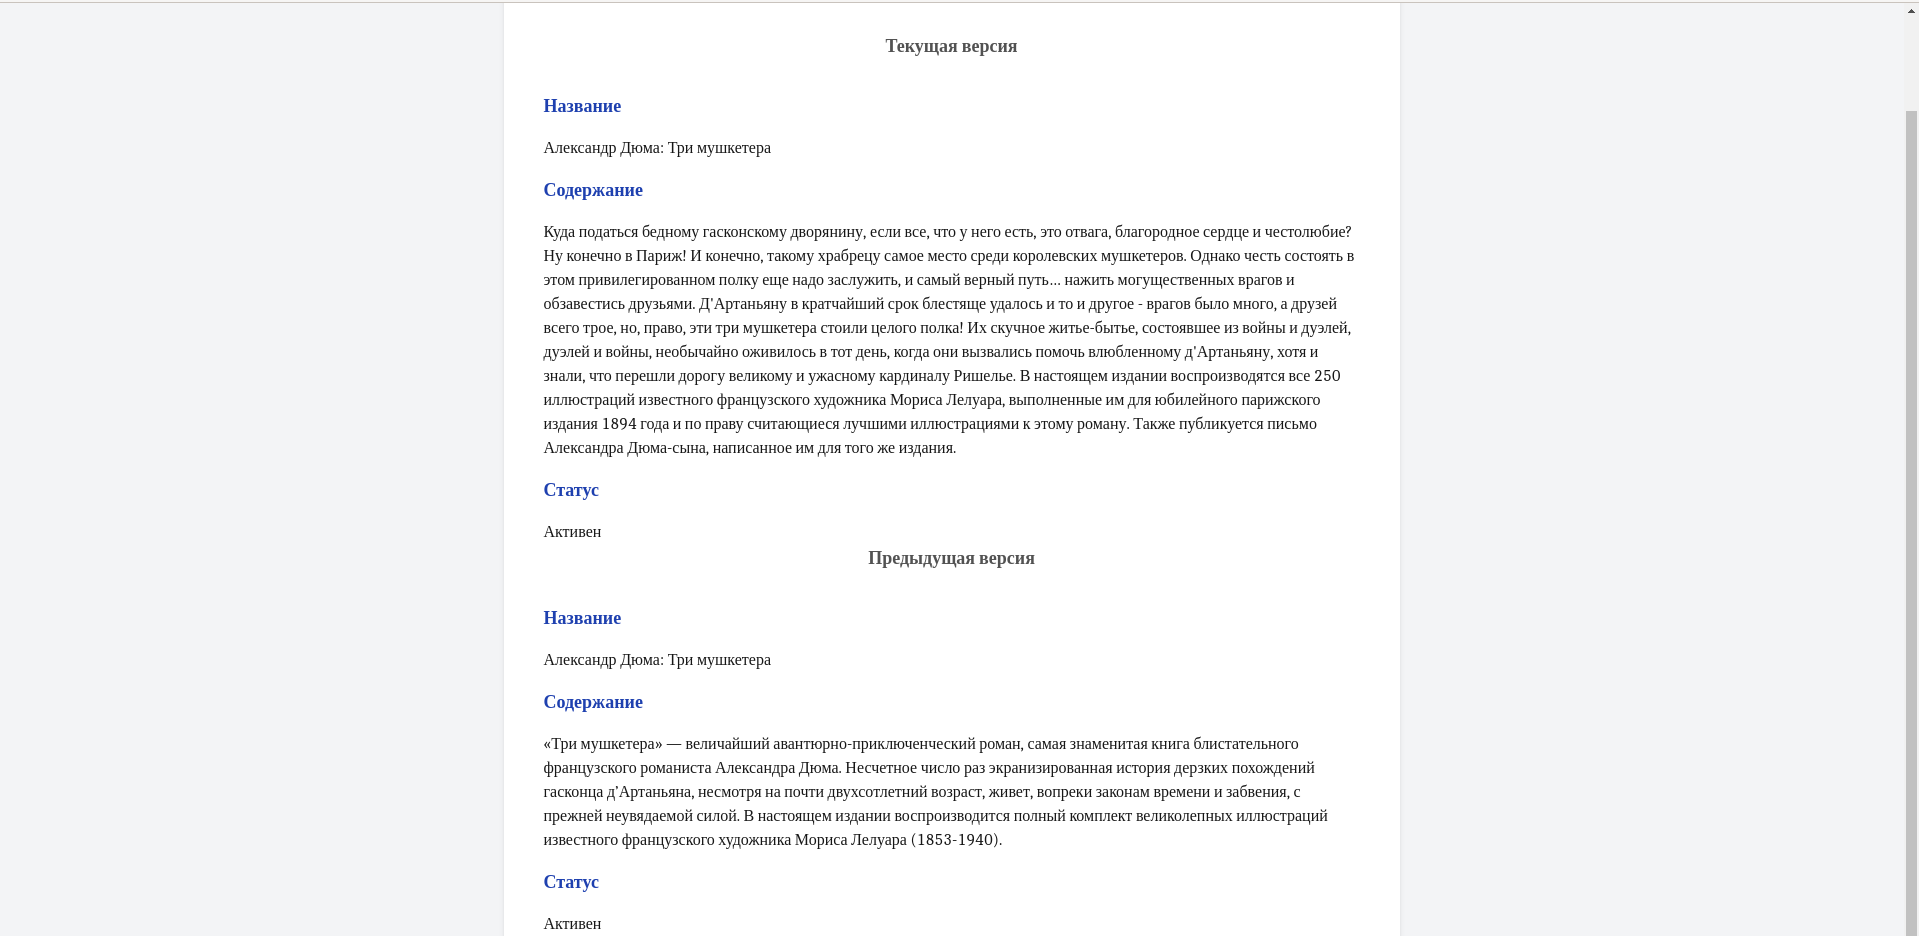 Текущая версия
Название
Александр Дюма: Три мушкетера
Содержание
Куда податься бедному гасконскому дворянину, если все, что у него есть, это отвага, благородное сердце и честолюбие?
Ну конечно в Париж! И конечно, такому храбрецу самое место среди королевских мушкетеров. Однако честь состоять в
этом привилегированном полку еще надо заслужить, и самый верный путь... нажить могущественных врагов и
обзавестись друзьями. Д'Артаньяну в кратчайший срок блестяще удалось и то и другое - врагов было много, а друзей
всего трое, но, право, эти три мушкетера стоили целого полка! Их скучное житье-бытье, состоявшее из войны и дуэлей,
дуэлей и войны, необычайно оживилось в тот день, когда они вызвались помочь влюбленному д'Артаньяну, хотя и
знали, что перешли дорогу великому и ужасному кардиналу Ришелье. В настоящем издании воспроизводятся все 250
иллюстраций известного французского художника Мориса Лелуара, выполненные им для юбилейного парижского
издания 1894 года и по праву считающиеся лучшими иллюстрациями к этому роману. Также публикуется письмо
Александра Дюма-сына, написанное им для того же издания.
Статус
Активен
Предыдущая версия
Название
Александр Дюма: Три мушкетера
Содержание
«Три мушкетера» — величайший авантюрно-приключенческий роман, самая знаменитая книга блистательного
французского романиста Александра Дюма. Несчетное число раз экранизированная история дерзких похождений
гасконца д'Артаньяна, несмотря на почти двухсотлетний возраст, живет, вопреки законам времени и забвения, с
прежней неувядаемой силой. В настоящем издании воспроизводится полный комплект великолепных иллюстраций
известного французского художника Мориса Лелуара (1853-1940).
Статус
Активен